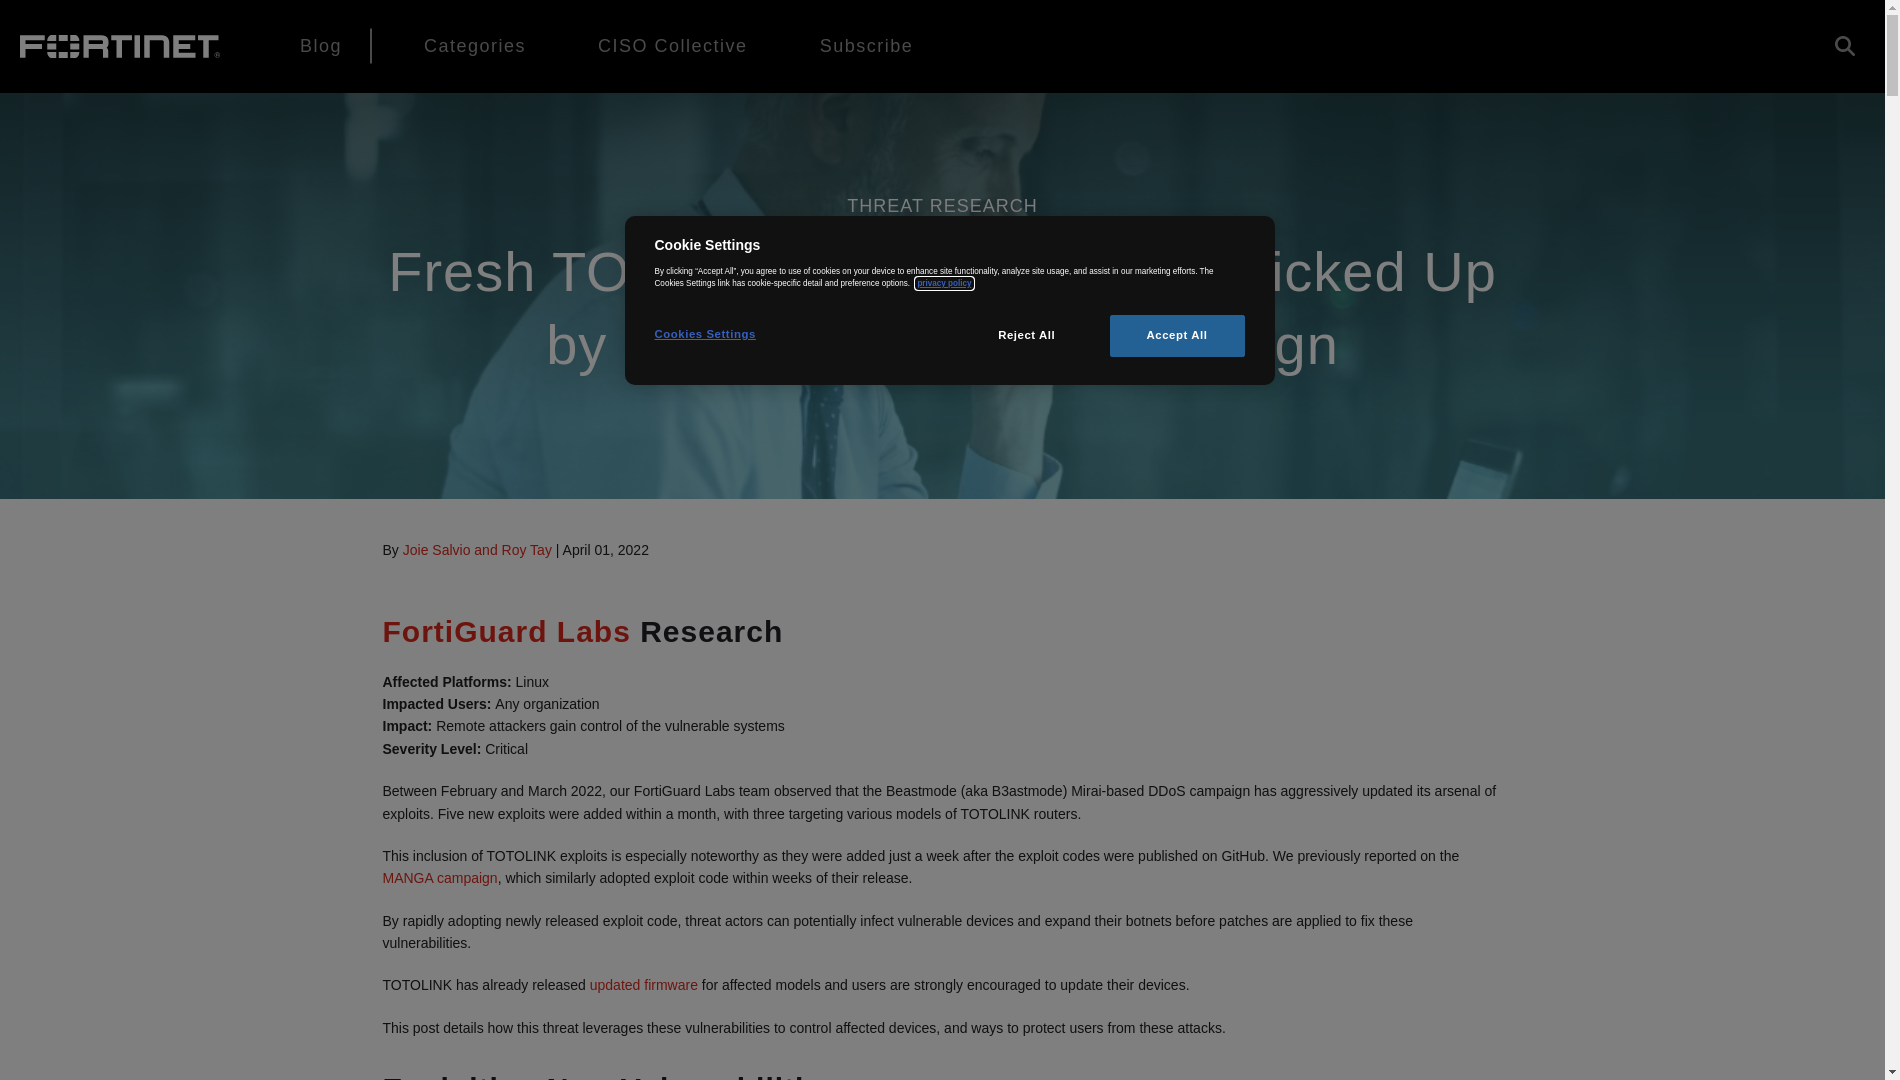 FORTINET®
Blog
Categories
CISO Collective
Subscribe
THREAT RESEARCH
Fresh TO icked Up
by gn
Cookie Settings
By clicking “Accept All”, you agree to use of cookies on your device to enhance site functionality, analyze site usage, and assist in our marketing efforts. The
Cookies Settings link has cookie-specific detail and preference options. privacy policy
Cookies Settings
Reject All
Accept All
By Joie Salvio and Roy Tay | April 01, 2022
FortiGuard Labs Research
Affected Platforms: Linux
Impacted Users: Any organization
Impact: Remote attackers gain control of the vulnerable systems
Severity Level: Critical
Between February and March 2022, our FortiGuard Labs team observed that the Beastmode (aka B3astmode) Mirai-based DDoS campaign has aggressively updated its arsenal of
exploits. Five new exploits were added within a month, with three targeting various models of TOTOLINK routers.
This inclusion of TOTOLINK exploits is especially noteworthy as they were added just a week after the exploit codes were published on GitHub. We previously reported on the
MANGA campaign, which similarly adopted exploit code within weeks of their release.
By rapidly adopting newly released exploit code, threat actors can potentially infect vulnerable devices and expand their botnets before patches are applied to fix these
vulnerabilities.
TOTOLINK has already released updated firmware for affected models and users are strongly encouraged to update their devices.
This post details how this threat leverages these vulnerabilities to control affected devices, and ways to protect users from these attacks.